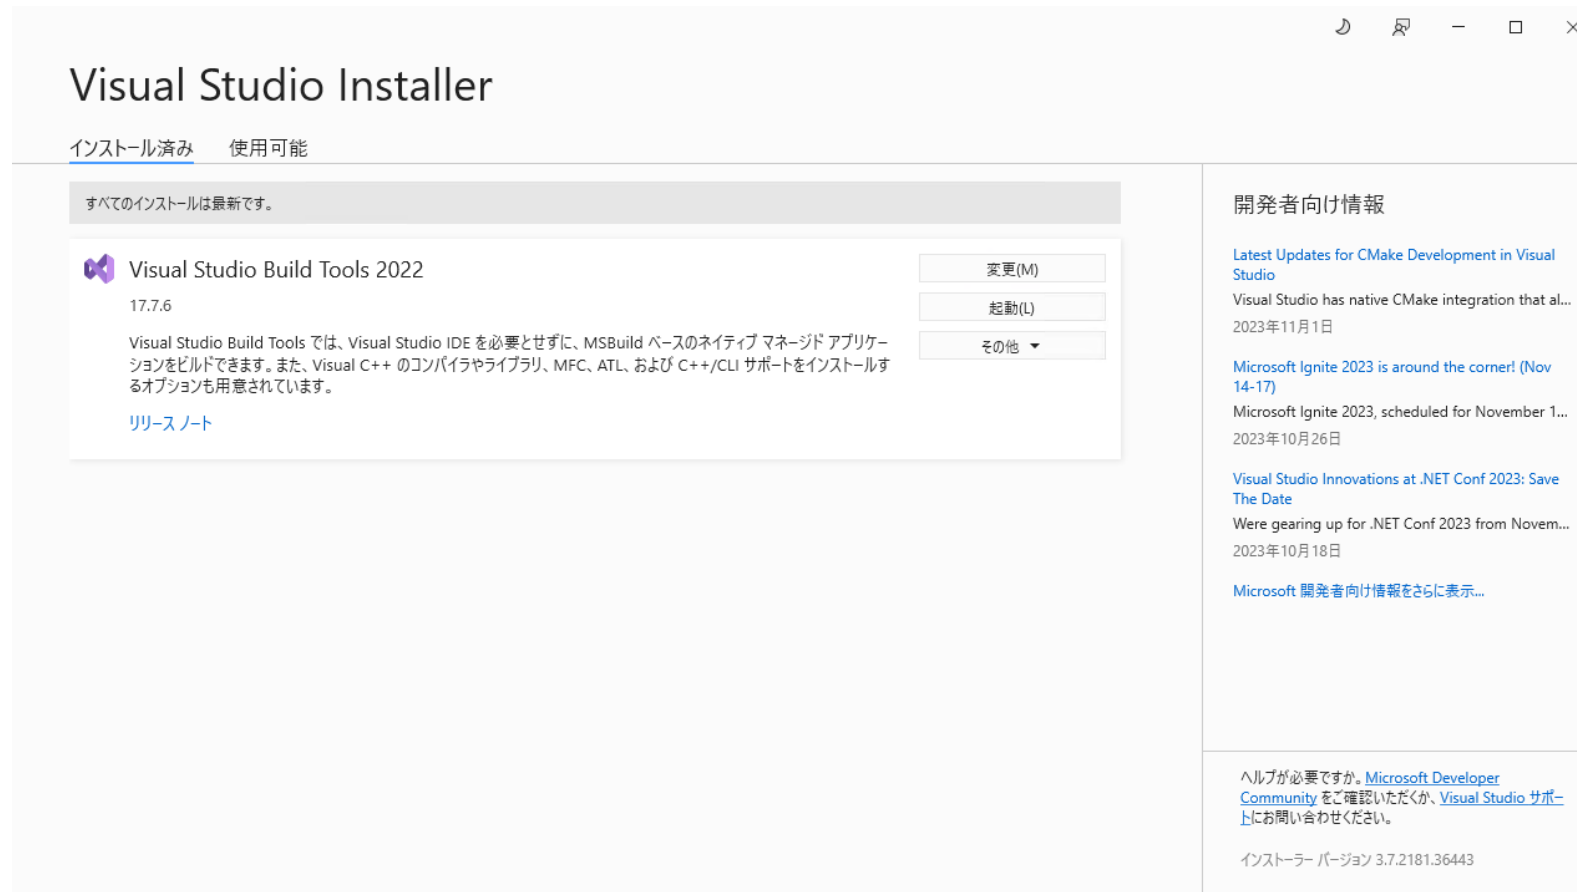 Visual Studio Installer
インストール済み 使用可能
すべてのインストールは最新です。
Visual Studio Build Tools 2022
17.7.6
Visual Studio Build Tools では、Visual Studio IDE を必要とせずに、MSBuild ベースのネイティブ マネージド アプリケー
ションをビルドできます。また、Visual C++ のコンパイラやライブラリ、MFC、ATL、および C++/CLI サポートをインストールす
るオプションも用意されています。
リリース ノート
変更(M)
起動(L)
その他
開発者向け情報
Latest Updates for CMake Development in Visual
Studio
Visual Studio has native CMake integration that al...
2023年11月1日
Microsoft Ignite 2023 is around the corner! (Nov
14-17)
Microsoft Ignite 2023, scheduled for November 1...
2023年10月26日
Visual Studio Innovations at .NET Conf 2023: Save
The Date
Were gearing up for .NET Conf 2023 from Novem...
2023年10月18日
Microsoft 開発者向け情報をさらに表示...
ヘルプが必要ですか。Microsoft Developer
Community をご確認いただくか、Visual Studio サポー
トにお問い合わせください。
インストーラー バージョン 3.7.2181.36443